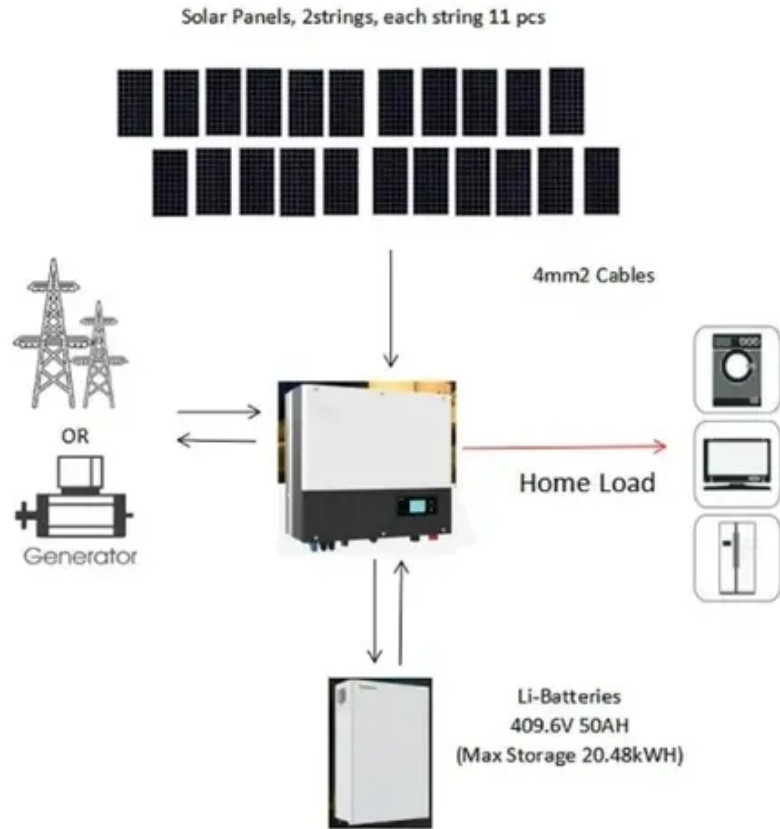 Solar Panels, 2strings, each string 11 pcs
4mm2 Cables
OR
Generator
Home Load
Li-Batteries
409.6V 50AH
(Max Storage 20.48kWH)